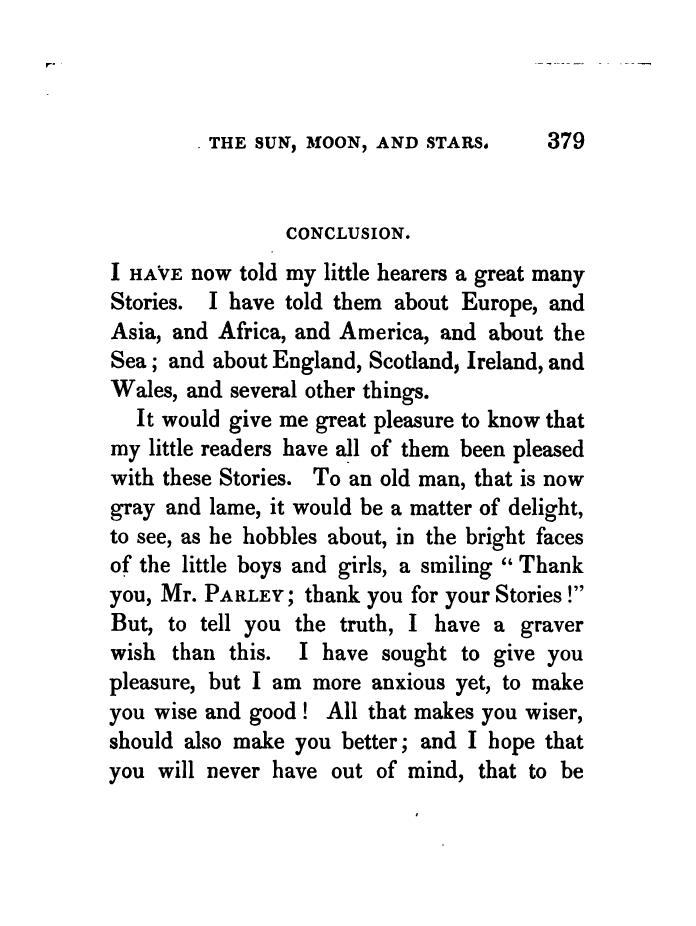 THE SUN, MOON, AND STARS. 379
CONCLUSION.
I HAVE now told my little hearers a great many
Stories. I have told them about Europe, and
Asia, and Africa, and America, and about the
Sea; and about England, Scotland, Ireland, and
Wales, and several other things.
It would give me great pleasure to know that
my little readers have all of them been pleased
with these Stories. To an old man, that is now
gray and lame, it would be a matter of delight,
to see, as he hobbles about, in the bright faces
of the little boys and girls, a smiling “Thank
you, Mr. PARLEY; thank you for your Stories!”
But, to tell you the truth, I have a graver
wish than this. I have sought to give you
pleasure, but I am more anxious yet, to make
you wise and good! All that makes you wiser,
should also make you better; and I hope that
you will never have out of mind, that to be